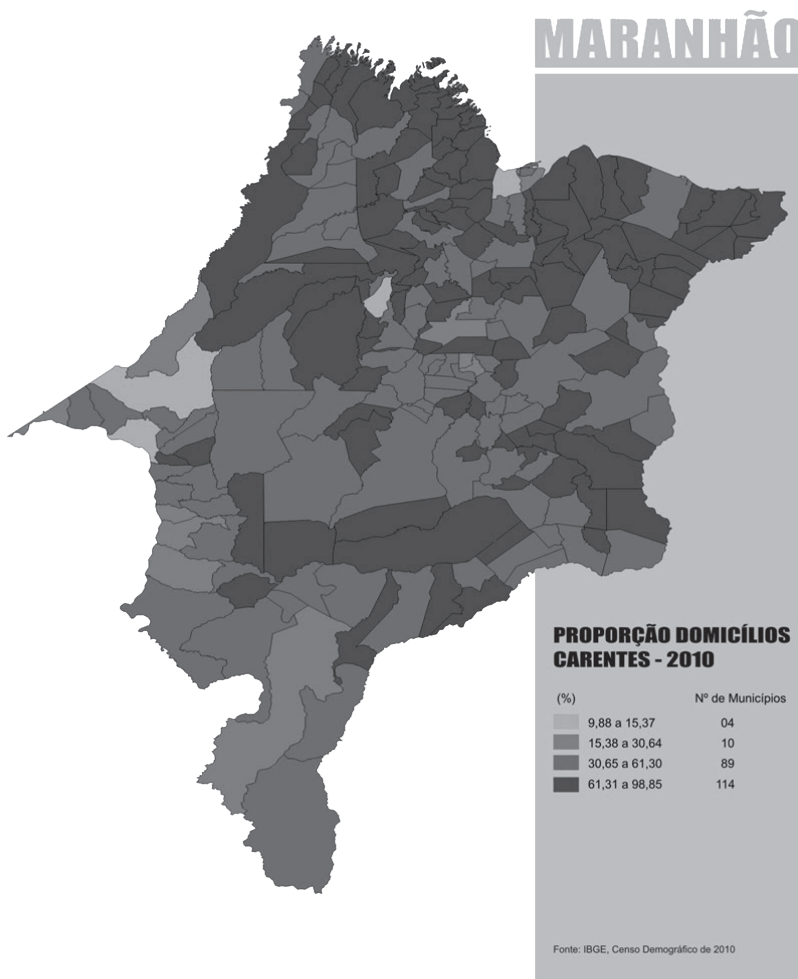 MARANHÃO
PROPORÇÃO DOMICÍLIOS
CARENTES - 2010
(%) Nº de Municípios
9,88 a 15,37 04
15,38 a 30,64 10
30,65 a 61,30 89
61,31 a 98,85 114
Fonte: IBGE, Censo Demográfico de 2010